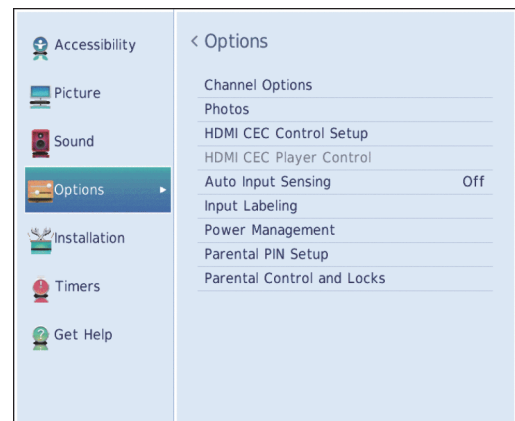 Accessibility
Picture
Sound
Options
Installation
Timers
Get Help
< Options
Channel Options
Photos
HDMI CEC Control Setup
HDMI CEC Player Control
Auto Input Sensing Off
Input Labeling
Power Management
Parental PIN Setup
Parental Control and Locks